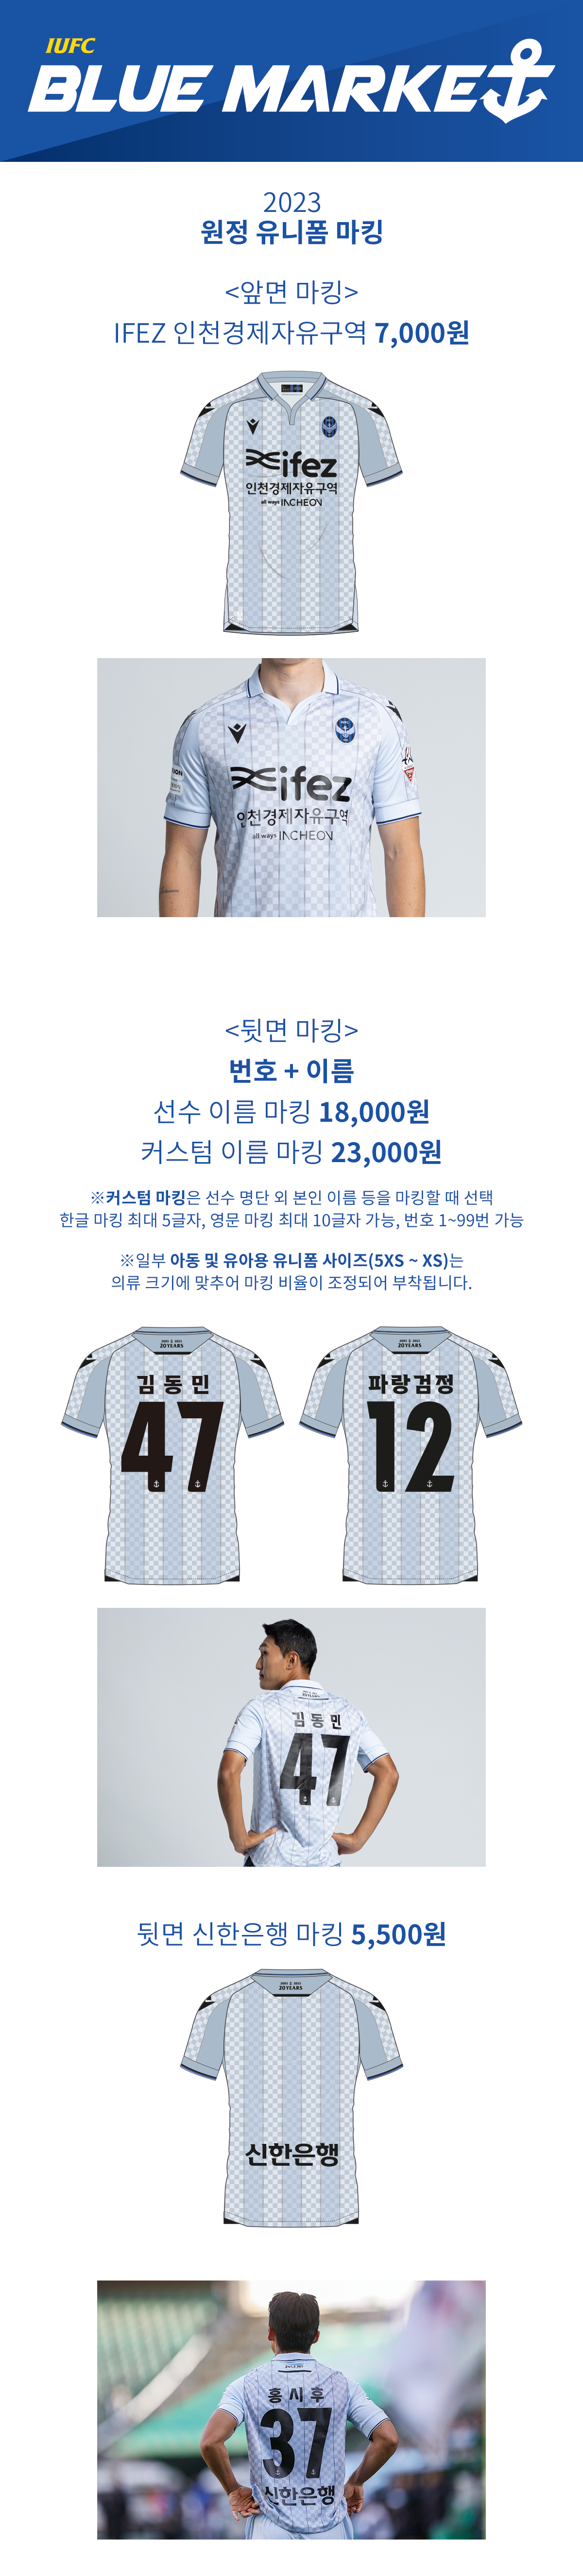 IUFC
BLUE MARKET
2023
원정 유니폼 마킹
<앞면 마킹>
IFEZ 인천경제자유구역 7,000원
ifez
인천경제자유구역
all ways INCHEON
ifez
인천경제자유구역
all ways INCHEON
<뒷면 마킹>
번호 + 이름
선수 이름 마킹 18,000원
커스텀 이름 마킹 23,000원
※커스텀 마킹은 선수 명단 외 본인 이름 등을 마킹할 때 선택
한글 마킹 최대 5글자, 영문 마킹 최대 10글자 가능, 번호 1~99번 가능
※일부 아동 및 유아용 유니폼 사이즈(5XS ~ XS)는
의류 크기에 맞추어 마킹 비율이 조정되어 부착됩니다.
20 YEARS
김동민
47
20 YEARS
파랑검정
12
20 YEARS
김동민
47
뒷면 신한은행 마킹 5,500원
20 YEARS
신한은행
홍시후
37
신한은행